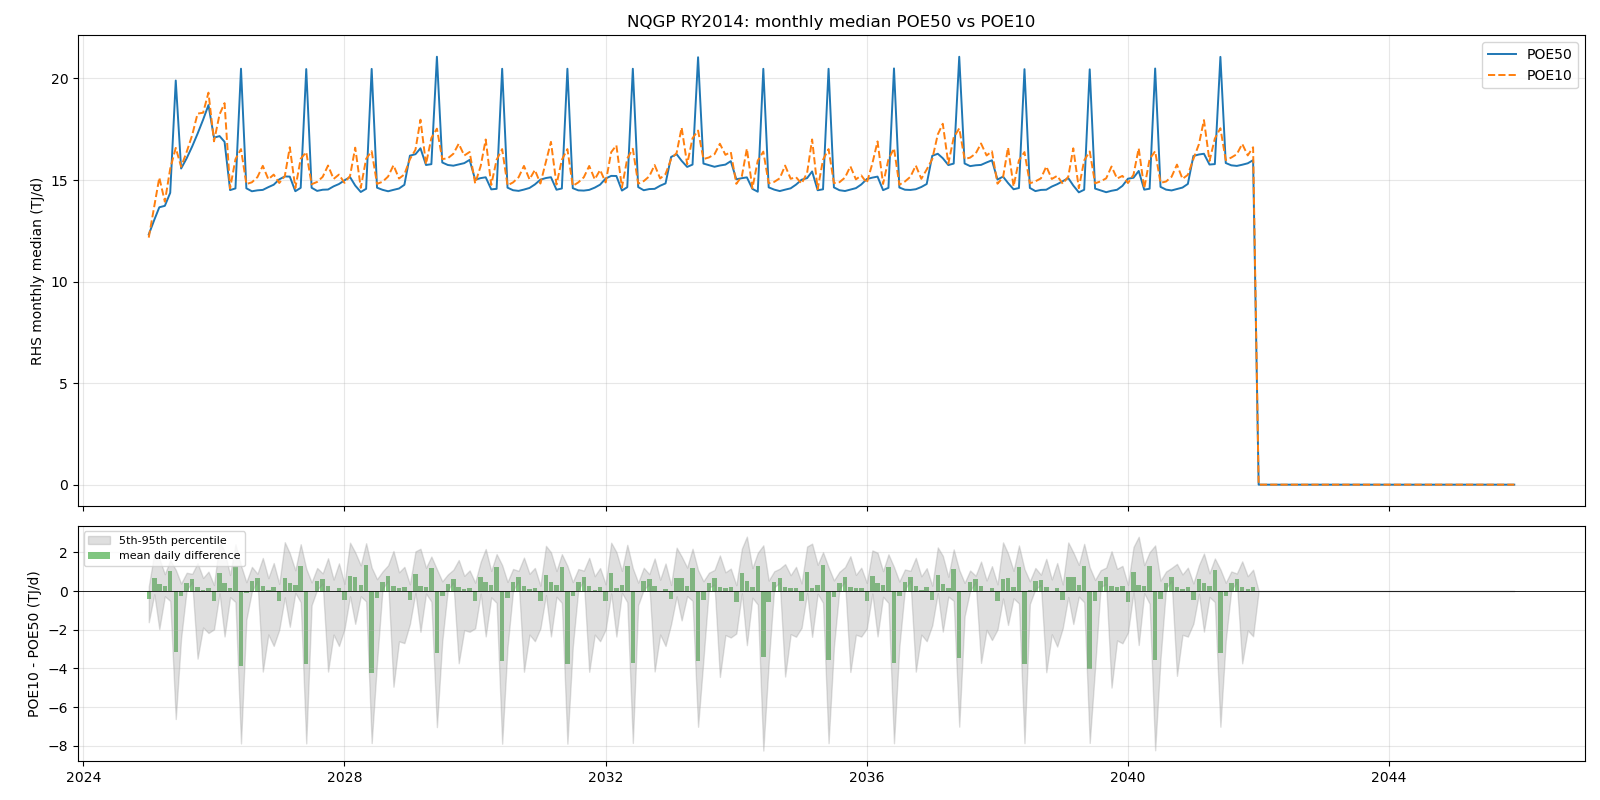 NQGP RY2014: monthly median POE50 vs POE10
RHS monthly median (TJ/d)
20
15
10
5
0
POE50
POE10
POE10 - POE50 (TJ/d)
2
0
−2
−4
−6
−8
5th-95th percentile
mean daily difference
2024
2028
2032
2036
2040
2044